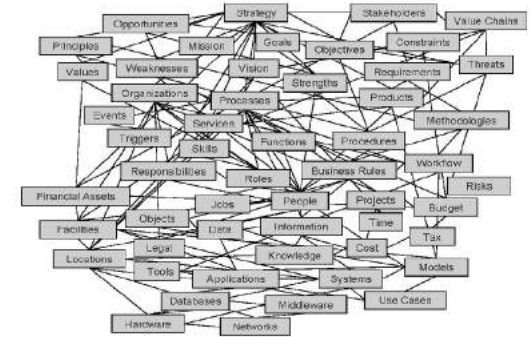 Strategy
Stakeholders
Opportunities
Value Chains
Principles
Mission
Goals
Objectives
Constraints
Values
Weaknesses
Vision
Strengths
Requirements
Threats
Organizations
Processes
Products
Events
Services
Methodologies
Triggers
Skills
Functions
Procedures
Responsibilities
Roles
Business Rules
Workflow
Risks
Financial Assets
Jobs
People
Projects
Budget
Objects
Time
Facilities
Data
Information
Tax
Legal
Cost
Locations
Knowledge
Models
Tools
Applications
Systems
Databases
Middleware
Use Cases
Hardware
Networks